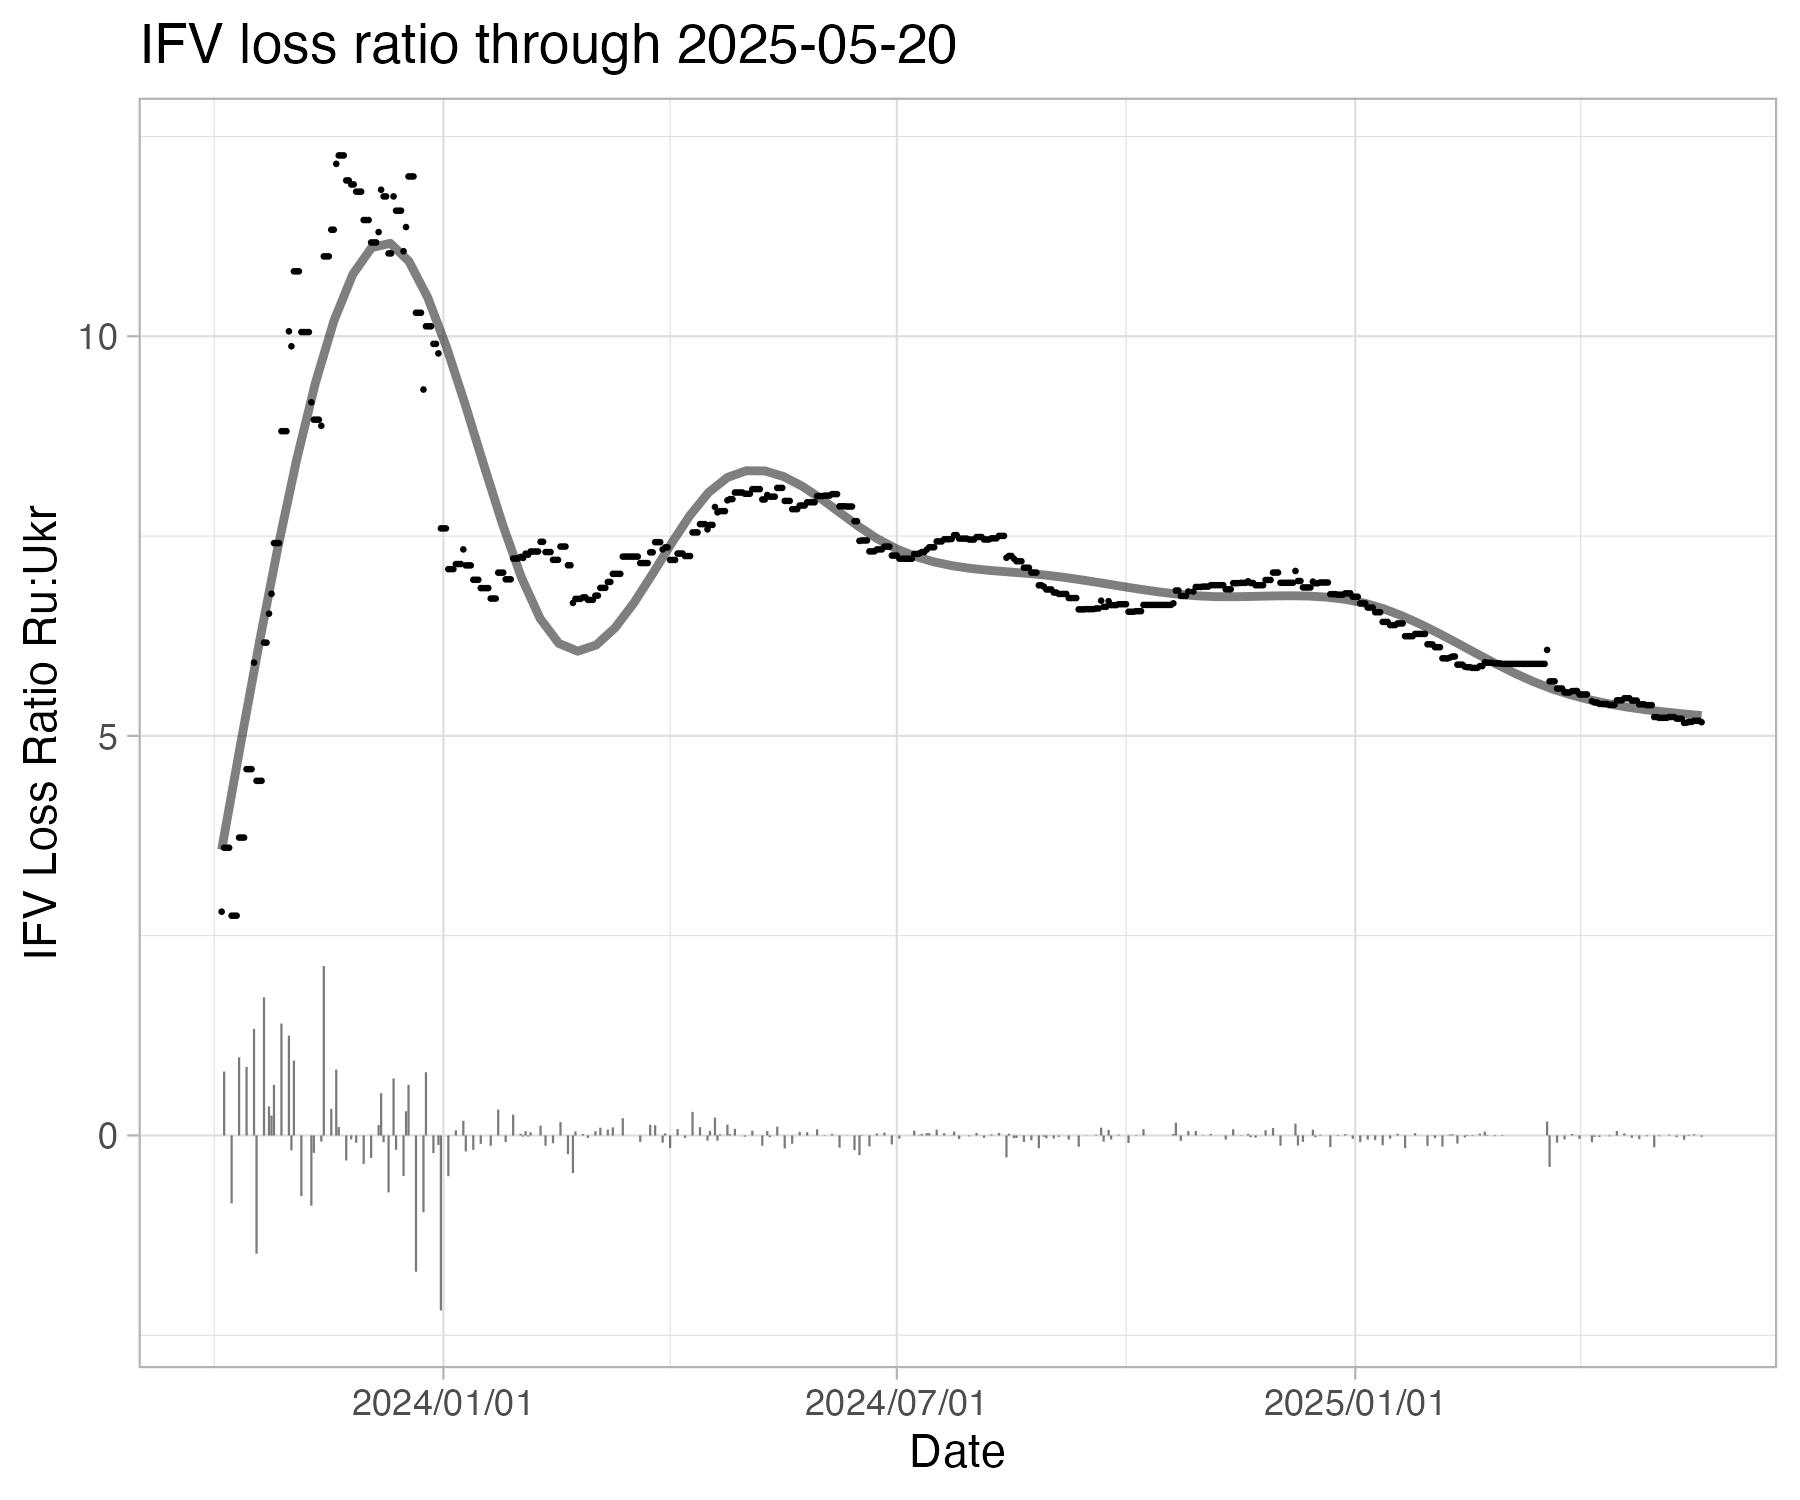 IFV loss ratio through 2025-05-20
IFV Loss Ratio Ru:Ukr
10
5
0
2024/01/01
2024/07/01
2025/01/01
Date